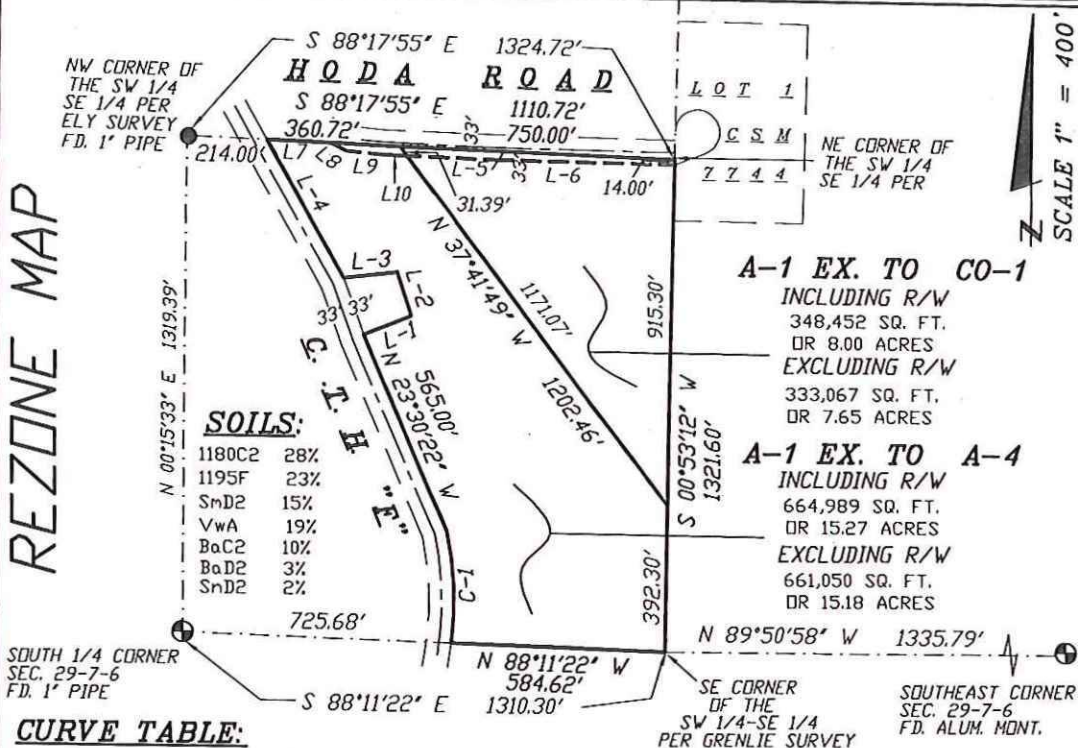 REZONE MAP
S 88°17'55" E 1324.72'
HODA ROAD
S 88°17'55" E 1110.72'
360.72' 750.00'
33'
33'
NW CORNER OF
THE SW 1/4
SE 1/4 PER
ELY SURVEY
FD. 1" PIPE
214.00'
L7 L8 L9 L10 L-5 L-6 14.00'
31.39'
LOT 1
CSM
7744
NE CORNER OF
THE SW 1/4
SE 1/4 PER
SCALE 1" = 400'
L-4
L-3
L-2
L-1
33' 33'
N 37°41'49" W
1171.07'
1202.46'
915.30'
A-1 EX. TO CO-1
INCLUDING R/W
348,452 SQ. FT.
OR 8.00 ACRES
EXCLUDING R/W
333,067 SQ. FT.
OR 7.65 ACRES
A-1 EX. TO A-4
INCLUDING R/W
664,989 SQ. FT.
OR 15.27 ACRES
EXCLUDING R/W
661,050 SQ. FT.
OR 15.18 ACRES
N 00°15'33" E 1319.39'
565.00'
N 23°30'22" W
C. T. H "F"
S 00°53'12" W
1321.60'
392.30'
C-1
SOILS:
1180C2 28%
1195F 23%
SmD2 15%
VwA 19%
BaC2 10%
BaD2 3%
SmD2 2%
725.68'
N 88°11'22" W
584.62'
N 89°50'58" W 1335.79'
SOUTH 1/4 CORNER
SEC. 29-7-6
FD. 1" PIPE
S 88°11'22" E 1310.30'
SE CORNER
OF THE
SW 1/4-SE 1/4
PER GRENLIE SURVEY
SOUTHEAST CORNER
SEC. 29-7-6
FD. ALUM. MONT.
CURVE TABLE: